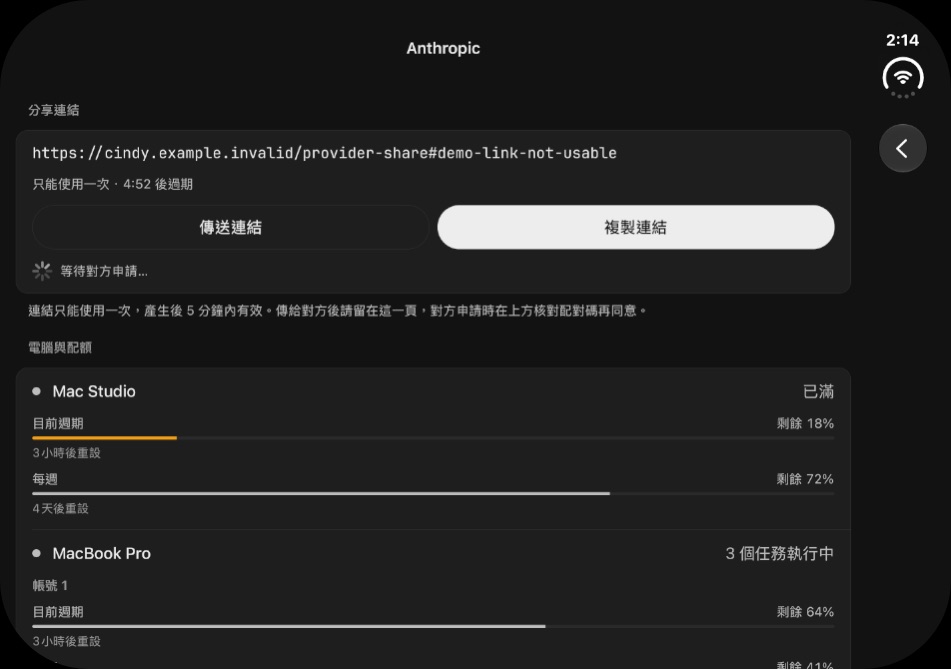 Anthropic
2:14
分享連結
https://cindy.example.invalid/provider-share#demo-link-not-usable
只能使用一次 · 4:52 後過期
傳送連結
複製連結
等待對方申請...
連結只能使用一次，產生後 5 分鐘內有效。傳給對方後請留在這一頁，對方申請時在上方核對配對碼再同意。
電腦與配額
Mac Studio
已滿
目前週期
剩餘 18%
3 小時後重設
每週
剩餘 72%
4 天後重設
MacBook Pro
3 個任務執行中
帳號 1
目前週期
剩餘 64%
3 小時後重設
剩餘 41%